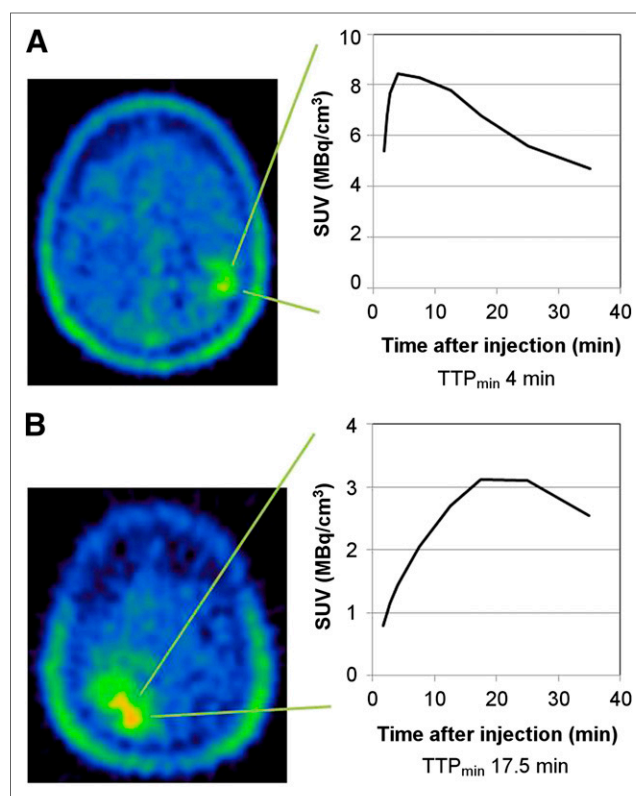 A
SUV (MBq/cm³)
10
8
6
4
2
0
0 10 20 30 40
Time after injection (min)
TTPmin 4 min
B
SUV (MBq/cm³)
4
3
2
1
0
0 10 20 30 40
Time after injection (min)
TTPmin 17.5 min